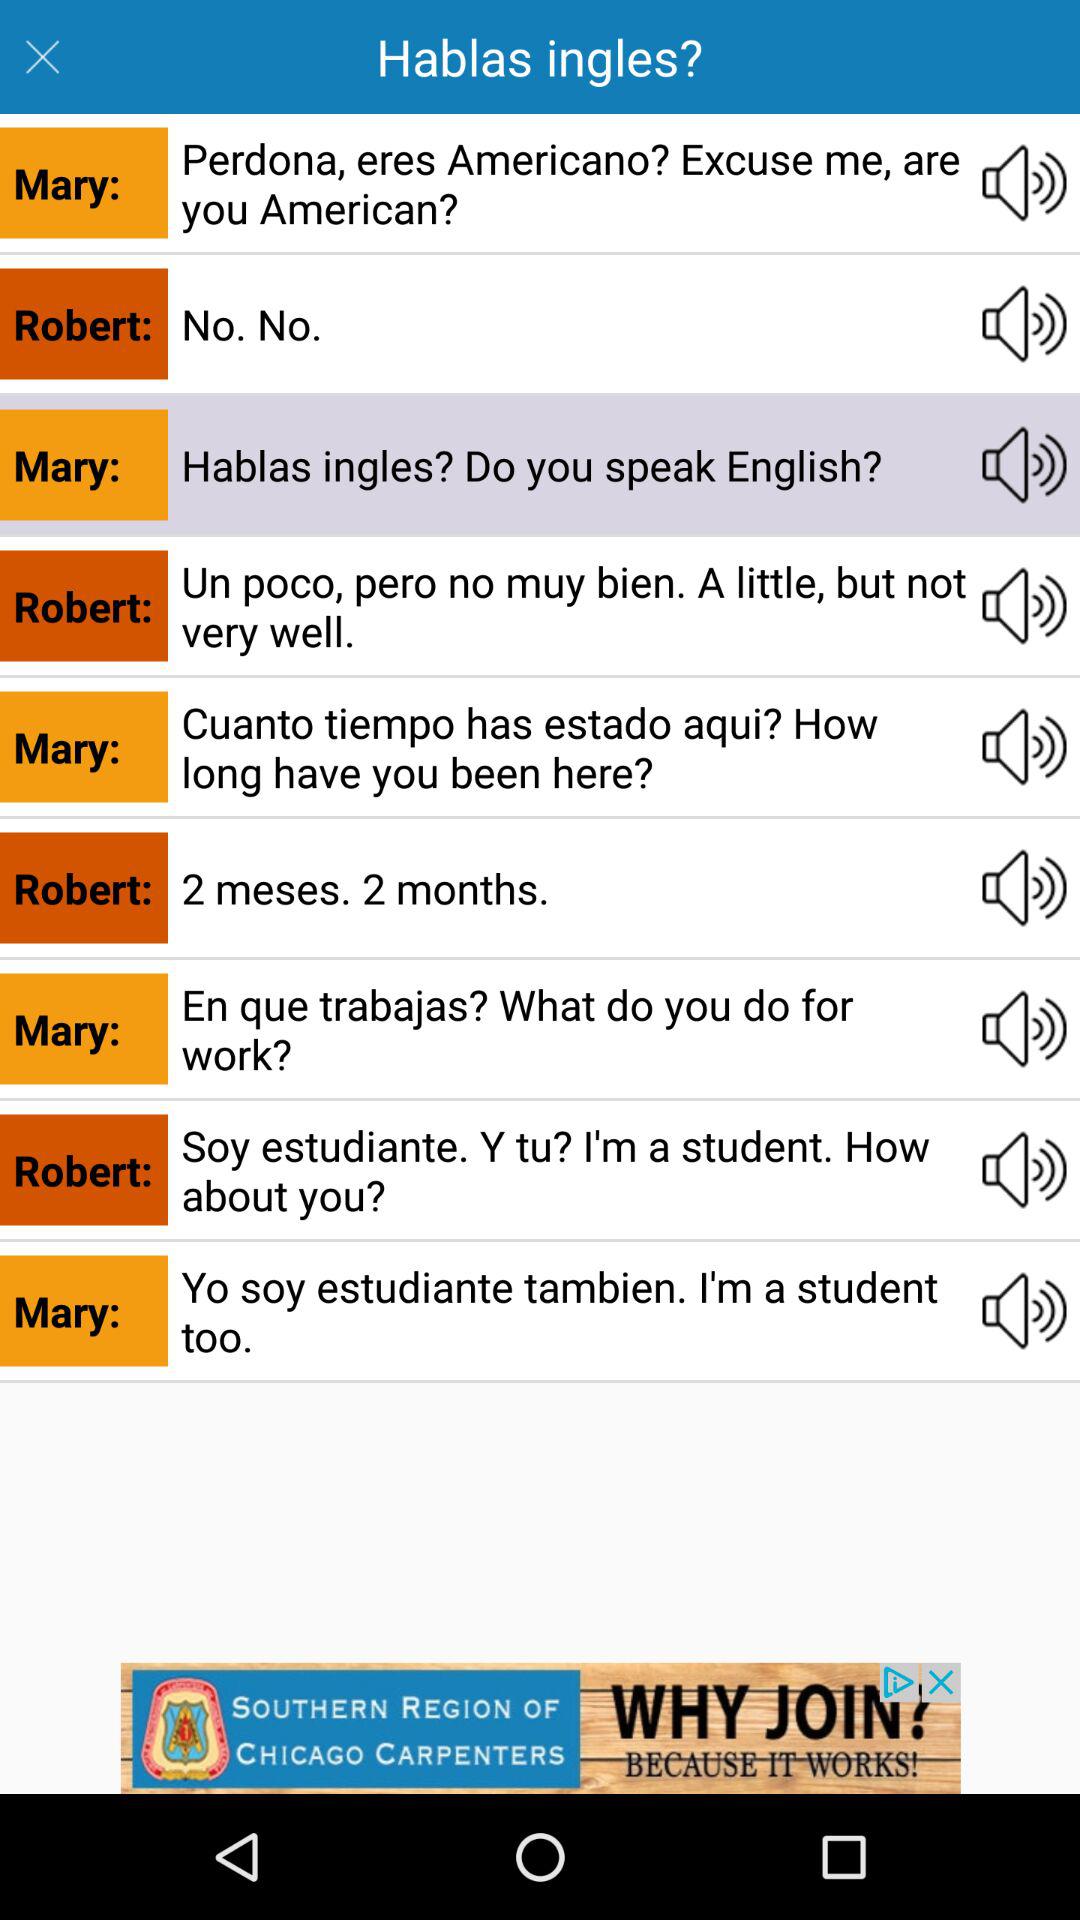 Hablas ingles?
Mary:
Perdona, eres Americano? Excuse me, are
you American?
Robert:
No. No.
Mary:
Hablas ingles? Do you speak English?
Robert:
Un poco, pero no muy bien. A little, but not
very well.
Mary:
Cuanto tiempo has estado aqui? How
long have you been here?
Robert:
2 meses. 2 months.
Mary:
En que trabajas? What do you do for
work?
Robert:
Soy estudiante. Y tu? I'm a student. How
about you?
Mary:
Yo soy estudiante tambien. I'm a student
too.
SOUTHERN REGION OF
CHICAGO CARPENTERS
WHY JOIN?
BECAUSE IT WORKS!